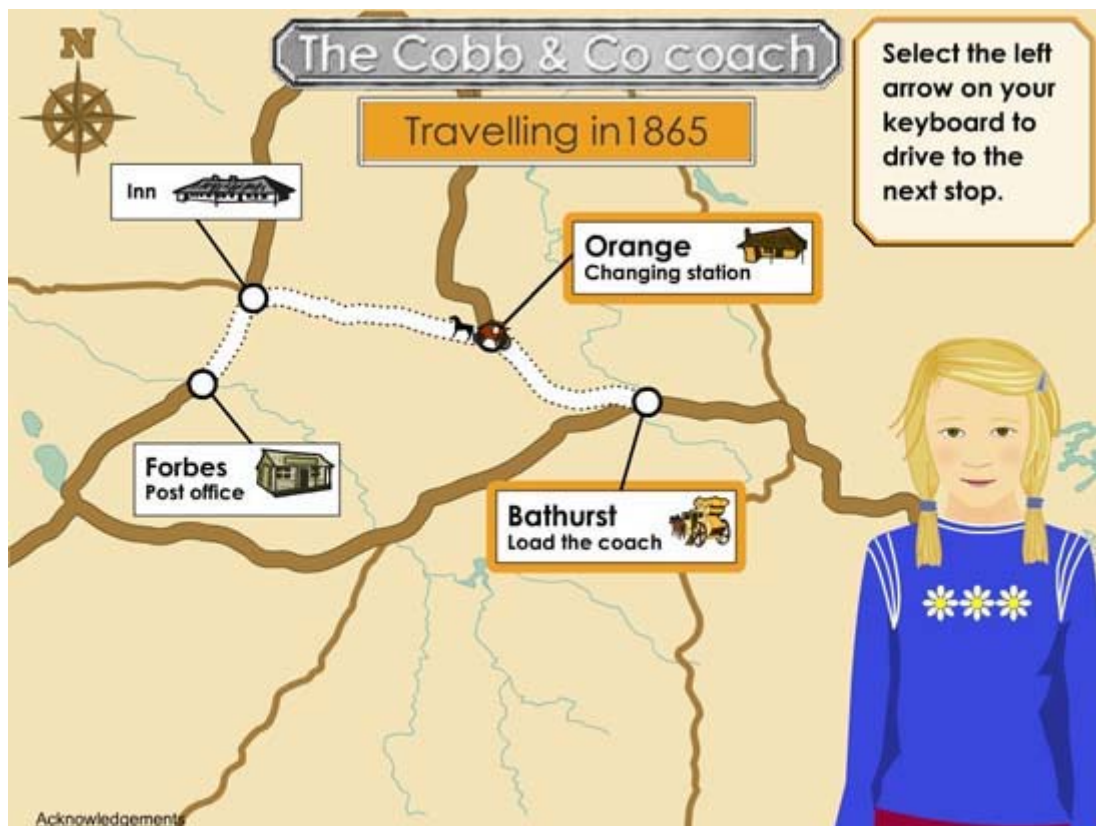 N
The Cobb & Co coach
Travelling in1865
Select the left
arrow on your
keyboard to
drive to the
next stop.
Inn
Orange
Changing station
Forbes
Post office
Bathurst
Load the coach
Acknowledgements